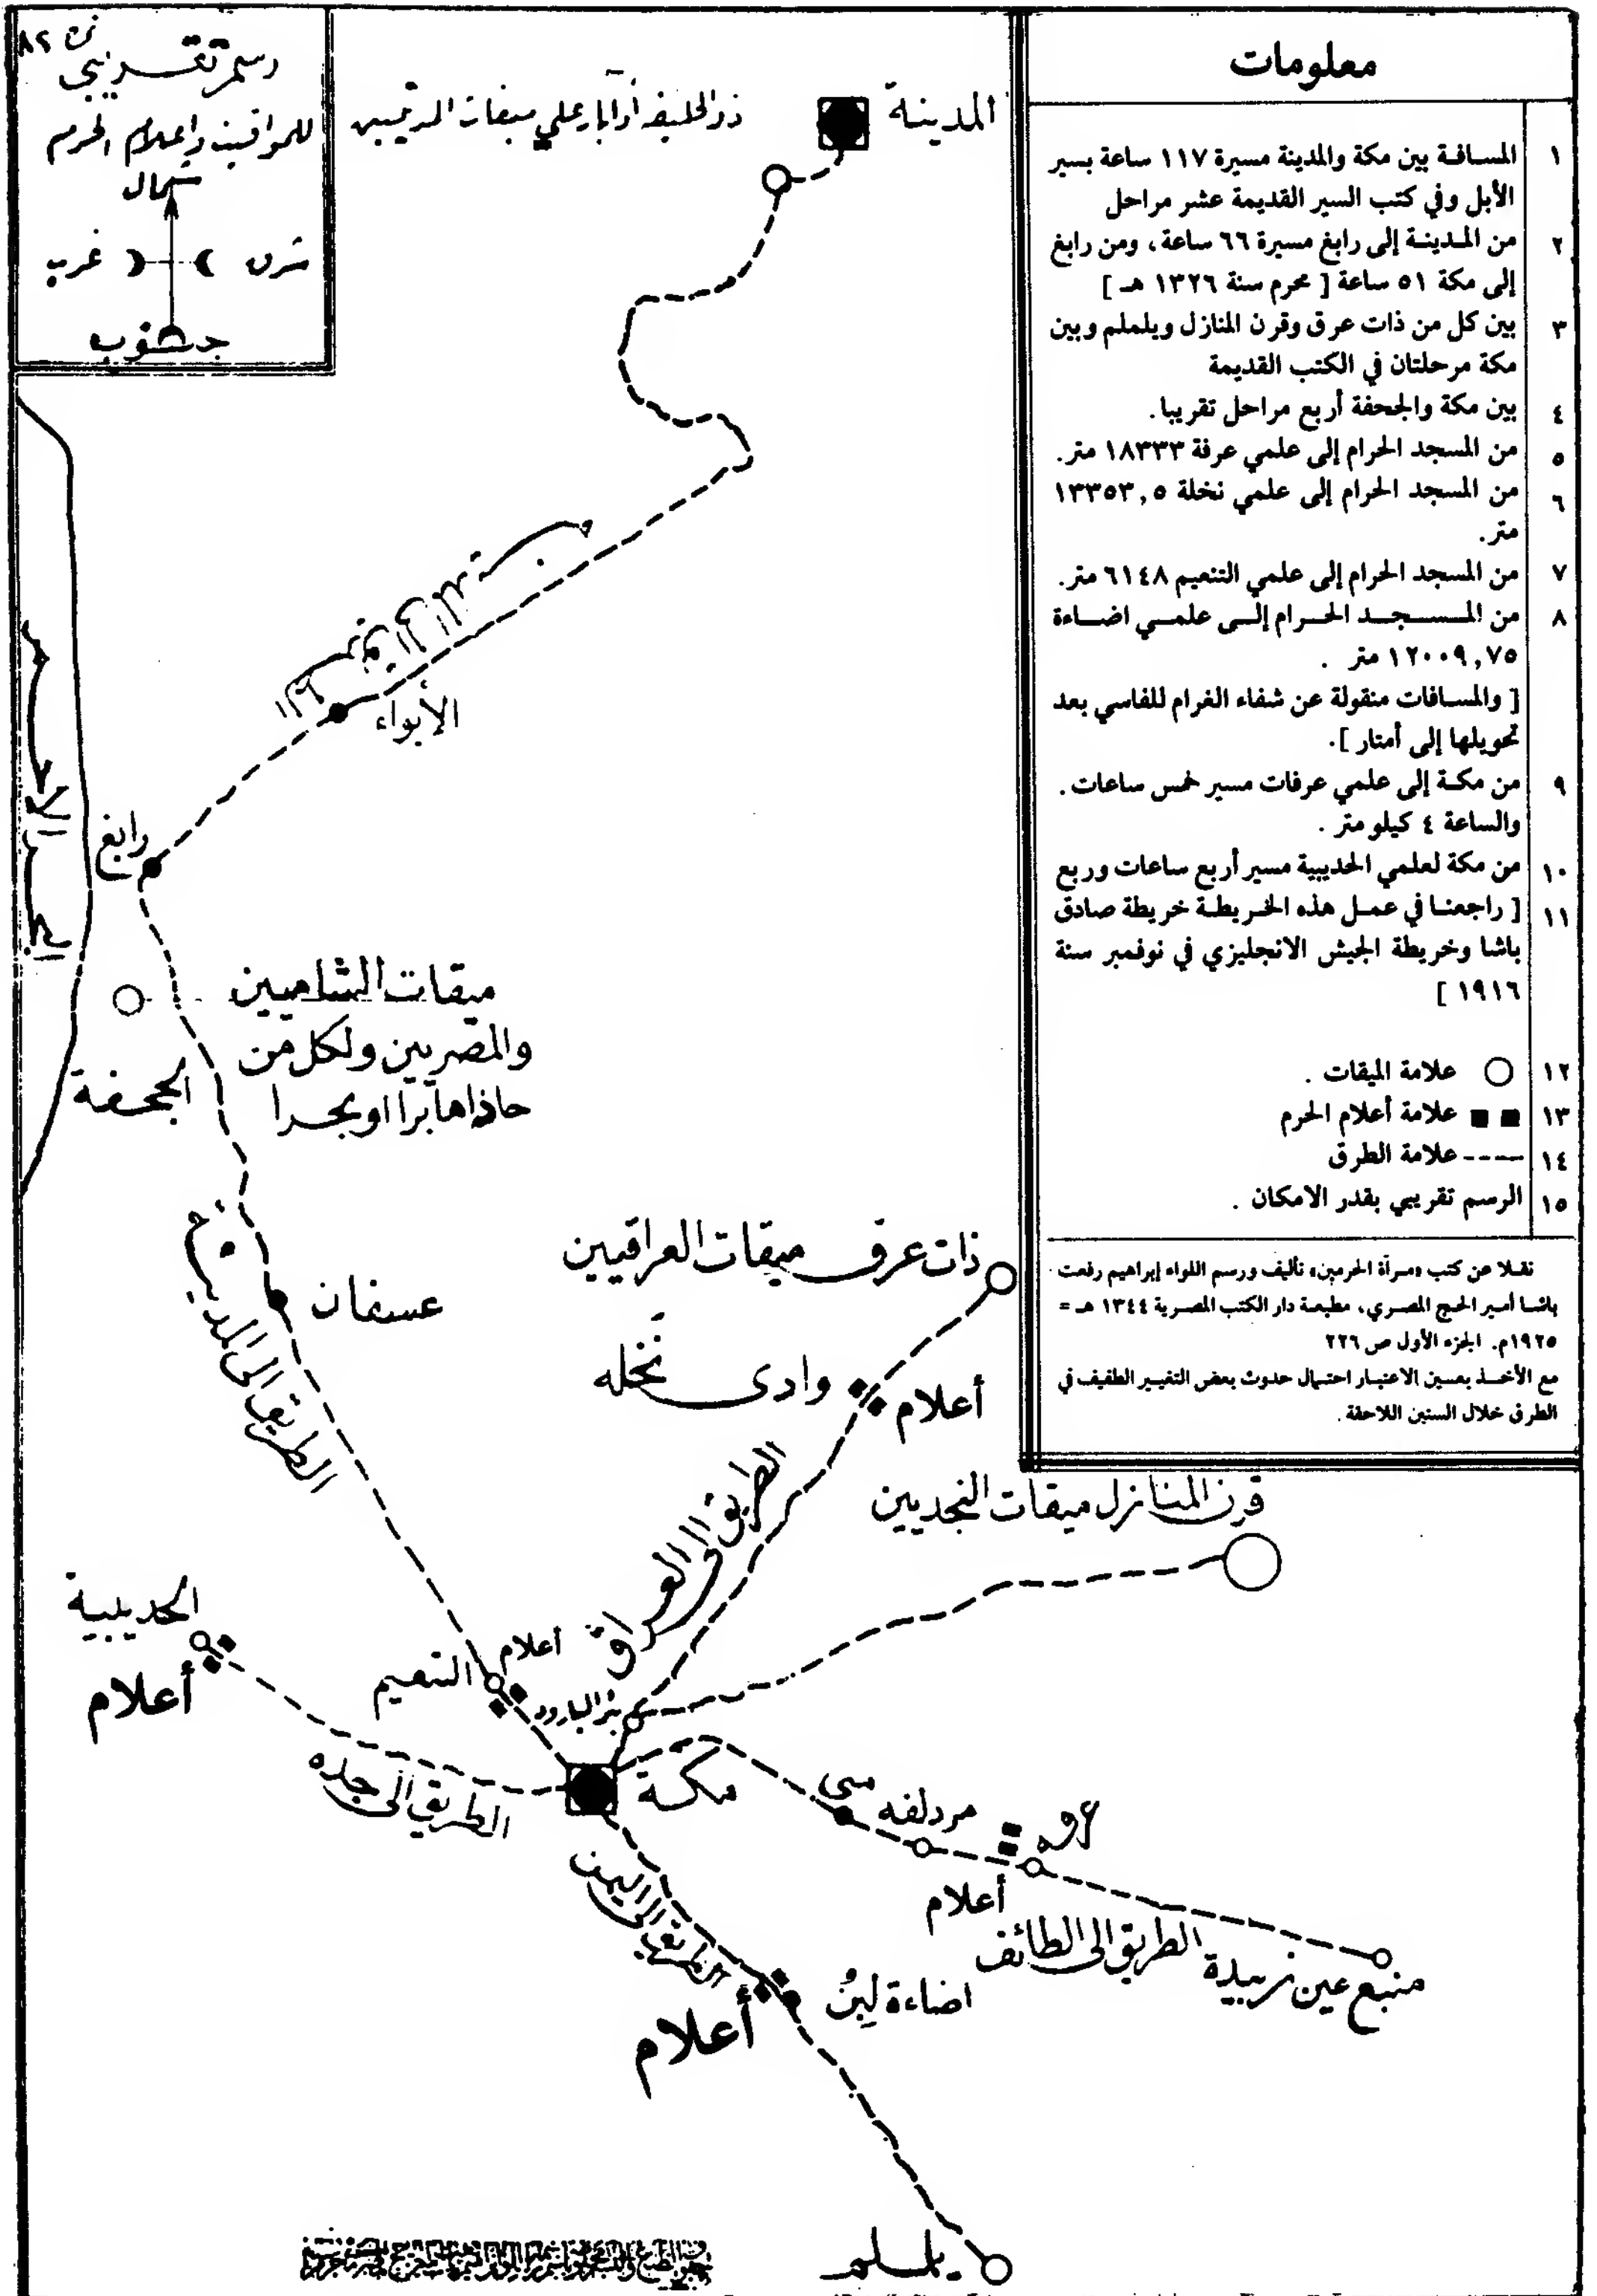 رسم تقريبي
للمواقيت وأعلام الحرم
شمال
شرق
غرب
جنوب
المدينة
معلومات
١ المسافة بين مكة والمدينة مسيرة ١١٧ ساعة بسير
الأبل وفي كتب السير القديمة عشر مراحل
٢ من المدينة إلى رابغ مسيرة ٦٦ ساعة، ومن رابغ
إلى مكة ٥١ ساعة [ محرم سنة ١٣٢٦ هـ ]
٣ بين كل من ذات عرق وقرن المنازل ويلملم وبين
مكة مرحلتان في الكتب القديمة
٤ بين مكة والجحفة أربع مراحل تقريبا.
٥ من المسجد الحرام إلى علمي عرفة ١٨٣٣٣ متر.
٦ من المسجد الحرام إلى علمي نخلة ١٣٣٥٣,٥
متر.
٧ من المسجد الحرام إلى علمي التنعيم ٦١٤٨ متر.
٨ من المسجد الحرام إلى علمي اضاءة
١٢٠٠٩,٧٥ متر .
[ والمسافات منقولة عن شفاء الغرام للفاسي بعد
تحويلها إلى أمتار ].
٩ من مكة إلى علمي عرفات مسير خمس ساعات .
والساعة ٤ كيلو متر .
١٠ من مكة لعلمي الحديبية مسير أربع ساعات وربع
١١ [ راجعنا في عمل هذه الخريطة خريطة صادق
باشا وخريطة الجيش الانجليزي في نوفمبر سنة
١٩١٦ ]
١٢ علامة الميقات .
١٣ علامة أعلام الحرم
١٤ علامة الطرق
١٥ الرسم تقريبي بقدر الامكان .
نقلا عن كتب «مرآة الحرمين» تأليف ورسم اللواء إبراهيم رفعت
باشا أمير الحج المصري، مطبعة دار الكتب المصرية ١٣٤٤ هـ =
١٩٢٥م. الجزء الأول ص ٢٢٦
مع الأخذ بعين الاعتبار احتمال حدوث بعض التغيير الطفيف في
الطرق خلال السنين اللاحقة .
ذو الحليفة أو آبار علي ميقات المدنيين
الأبواء
رابغ
البحر الأحمر
ميقات الشاميين
والمصريين ولكل من
حاذاها برا او بحرا
الجحفة
عسفان
الطريق الى المدينة
ذات عرق ميقات العراقيين
وادى نَخله
أعلام
الطريق الى العراق
قرن المنازل ميقات النجديين
الحديبية
أعلام
التنعيم
أعلام
بئر البارود
مكة
الطريق الى جده
منى
مزدلفه
عرفه
أعلام
الطريق الى الطائف
منبع عين زبيدة
الطريق الى اليمن
اضاءة لِبنُ
أعلام
يلملم